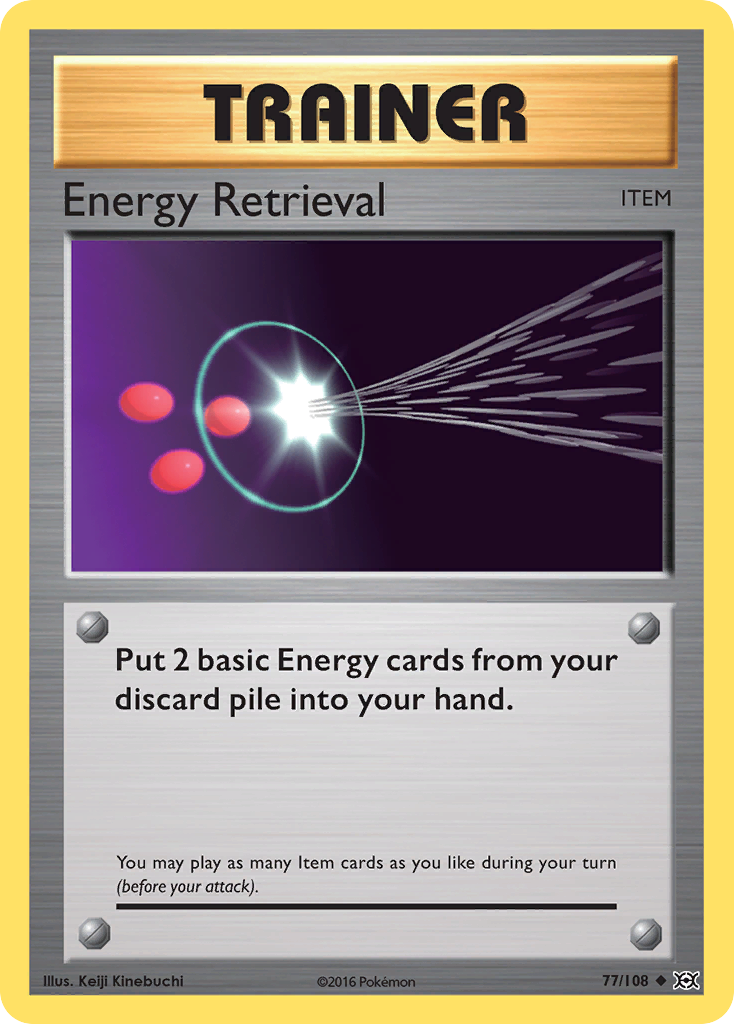 TRAINER
Energy Retrieval ITEM
Put 2 basic Energy cards from your
discard pile into your hand.
You may play as many Item cards as you like during your turn
(before your attack).
Illus. Keiji Kinebuchi ©2016 Pokémon 77/108